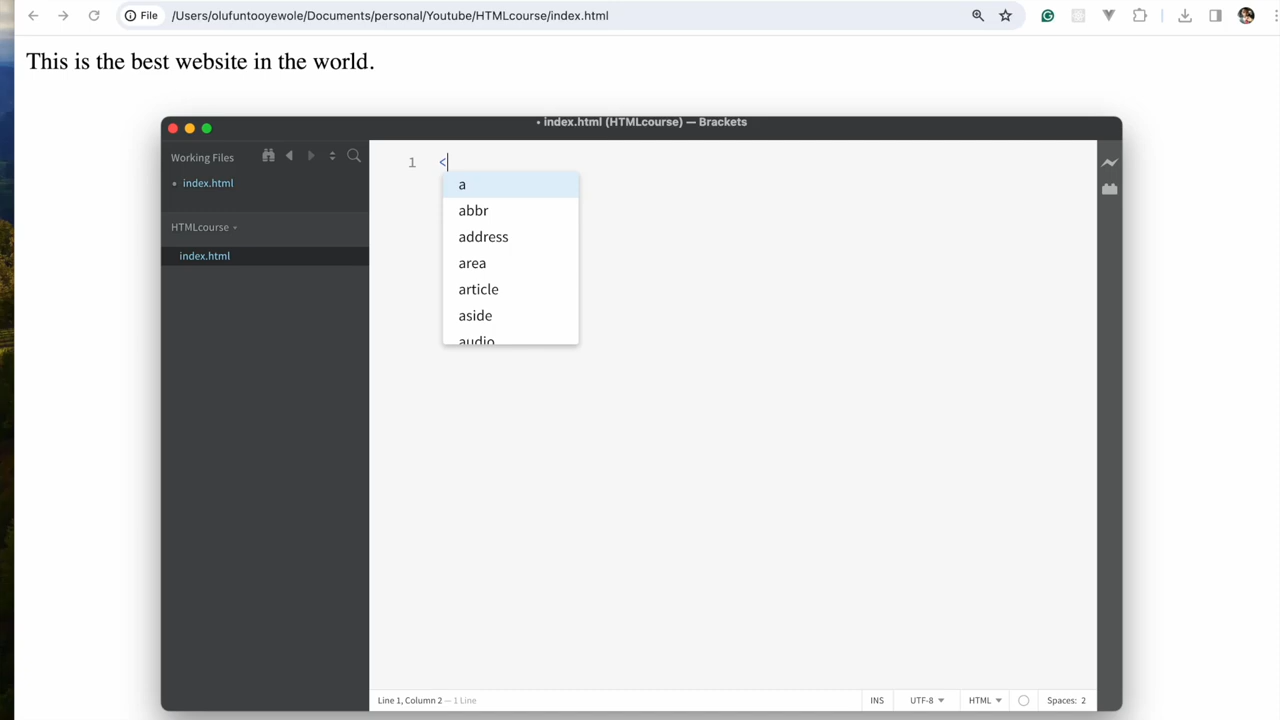 File /Users/olufuntooyewole/Documents/personal/Youtube/HTMLcourse/index.html
This is the best website in the world.
• index.html (HTMLcourse) — Brackets
Working Files
• index.html
HTMLcourse
index.html
1 <
a
abbr
address
area
article
aside
audio
Line 1, Column 2 — 1 Line
INS UTF-8 HTML Spaces: 2